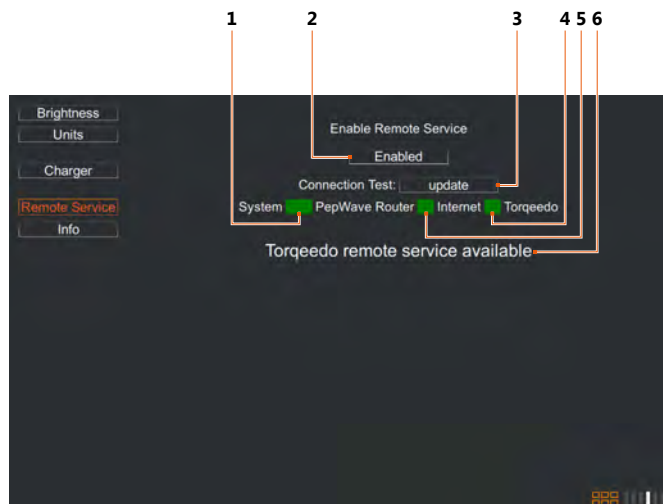 1 2 3 4 5 6
Brightness
Units
Charger
Remote Service
Info
Enable Remote Service
Enabled
Connection Test: update
System PepWave Router Internet Torqeedo
Torqeedo remote service available